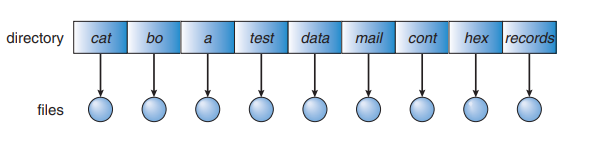 directory cat bo a test data mail cont hex records
files